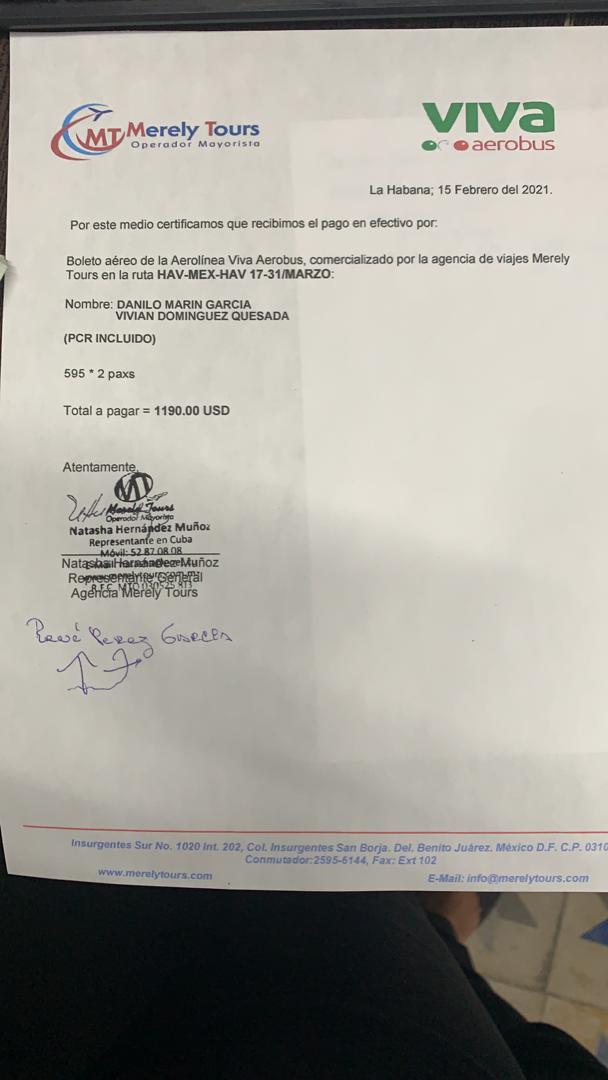 MT Merely Tours
Operador Mayorista
VIVA
aerobus
La Habana; 15 Febrero del 2021.
Por este medio certificamos que recibimos el pago en efectivo por:
Boleto aéreo de la Aerolínea Viva Aerobus, comercializado por la agencia de viajes Merely
Tours en la ruta HAV-MEX-HAV 17-31/MARZO:
Nombre: DANILO MARIN GARCIA
VIVIAN DOMINGUEZ QUESADA
(PCR INCLUIDO)
595 * 2 paxs
Total a pagar = 1190.00 USD
Atentamente,
MT
Merely Tours
Operador Mayorista
Natasha Hernández Muñoz
Representante en Cuba
Móvil: 52 87 08 08
Natasha Hernández Muñoz
Representante General
Agencia Merely Tours
René Perez
Insurgentes Sur No. 1020 Int. 202, Col. Insurgentes San Borja. Del. Benito Juárez. México D.F. C.P. 0310
Conmutador:2595-6144, Fax: Ext 102
www.merelytours.com
E-Mail: info@merelytours.com